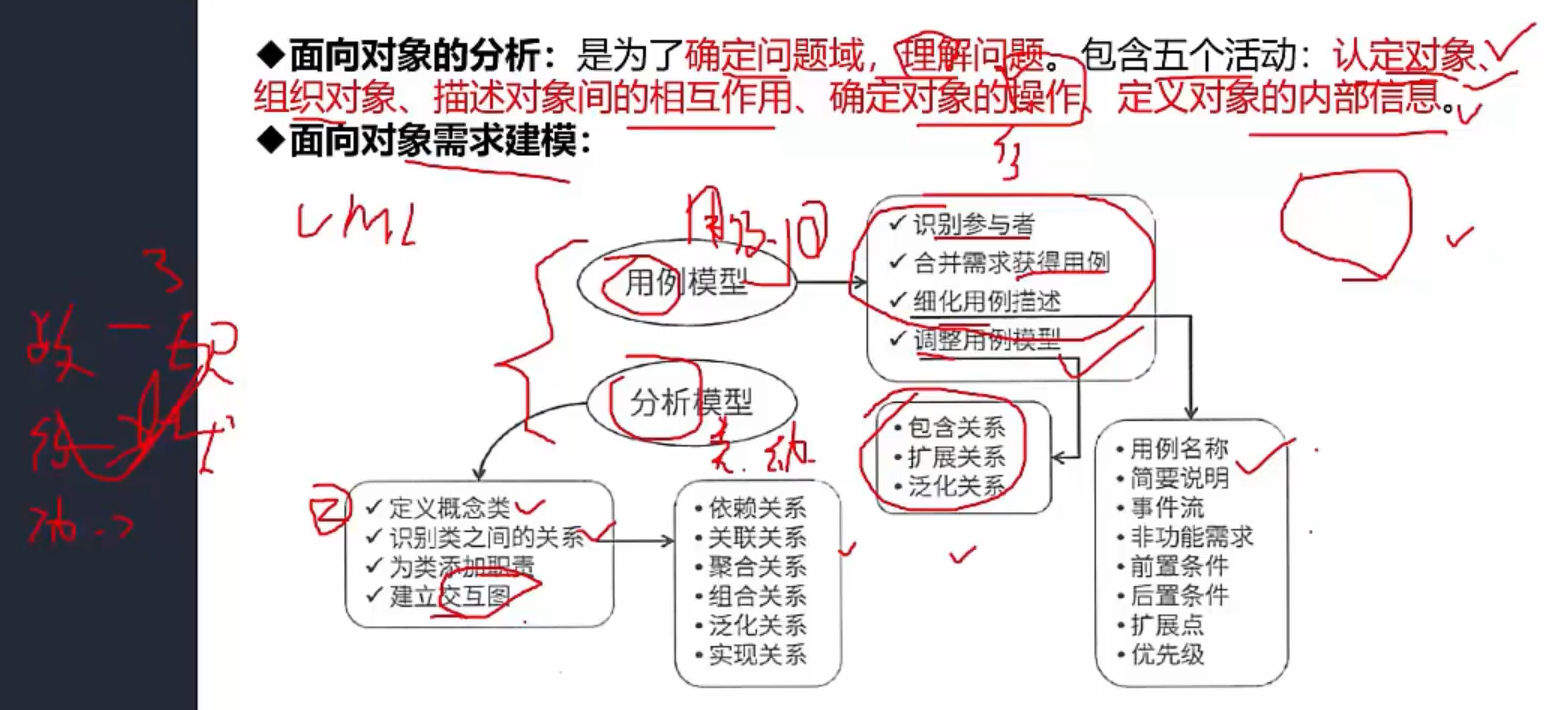 ◆面向对象的分析：是为了确定问题域，理解问题。包含五个活动：认定对象、
组织对象、描述对象间的相互作用、确定对象的操作、定义对象的内部信息。
◆面向对象需求建模：
UML
用例模型
✓ 识别参与者
✓ 合并需求获得用例
✓ 细化用例描述
✓ 调整用例模型
分析模型
• 包含关系
• 扩展关系
• 泛化关系
• 用例名称
• 简要说明
• 事件流
• 非功能需求
• 前置条件
• 后置条件
• 扩展点
• 优先级
✓ 定义概念类
✓ 识别类之间的关系
✓ 为类添加职责
✓ 建立交互图
• 依赖关系
• 关联关系
• 聚合关系
• 组合关系
• 泛化关系
• 实现关系